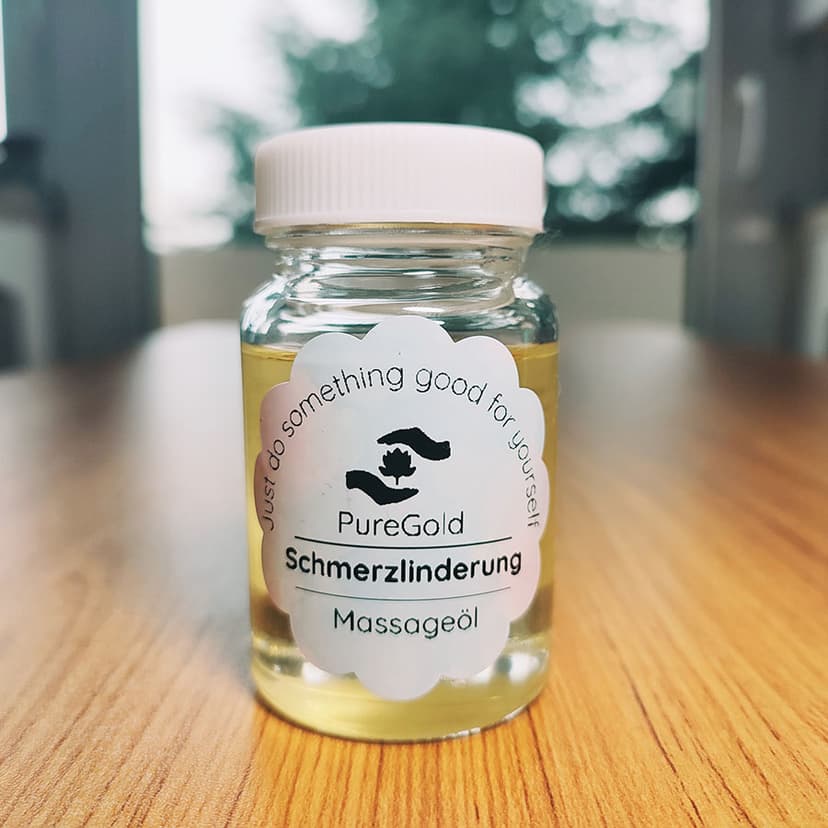 Just do something good for yourself
PureGold
Schmerzlinderung
Massageöl